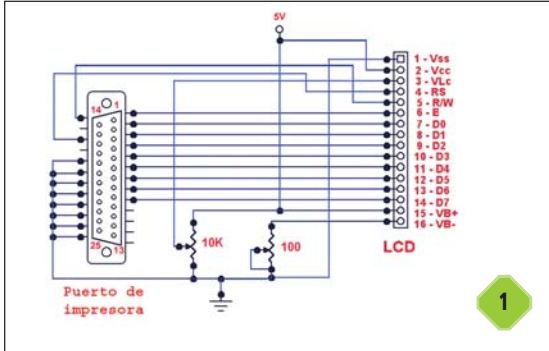 5V
1 - Vss
2 - Vcc
3 - VLc
4 - RS
5 - R/W
6 - E
7 - D0
8 - D1
9 - D2
10 - D3
11 - D4
12 - D5
13 - D6
14 - D7
15 - VB+
16 - VB-
LCD
14
1
25
13
10K
100
Puerto de
impresora
1